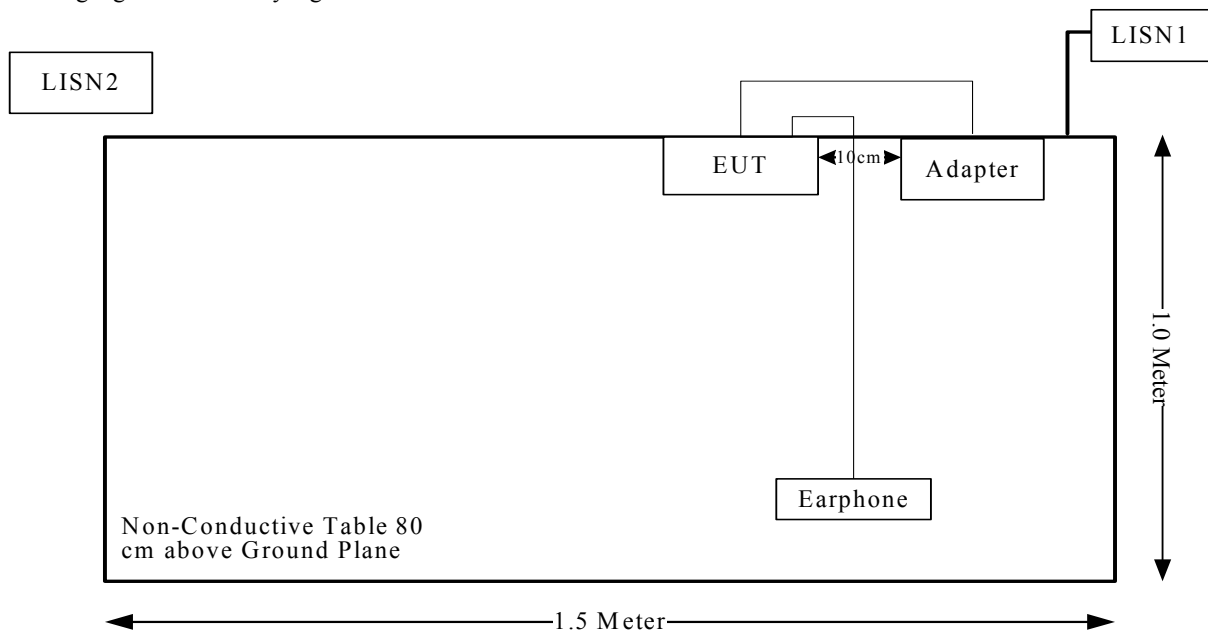 LISN1
LISN2
EUT
10cm
Adapter
1.0 Meter
Earphone
Non-Conductive Table 80
cm above Ground Plane
1.5 Meter